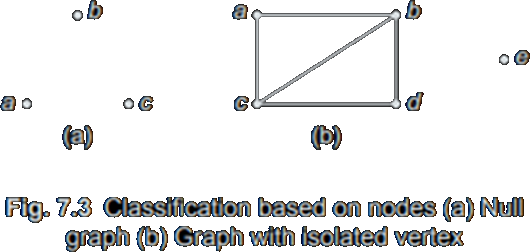 b
a
b
e
a
c
c
d
(a)
(b)
Fig. 7.3 Classification based on nodes (a) Null
graph (b) Graph with isolated vertex